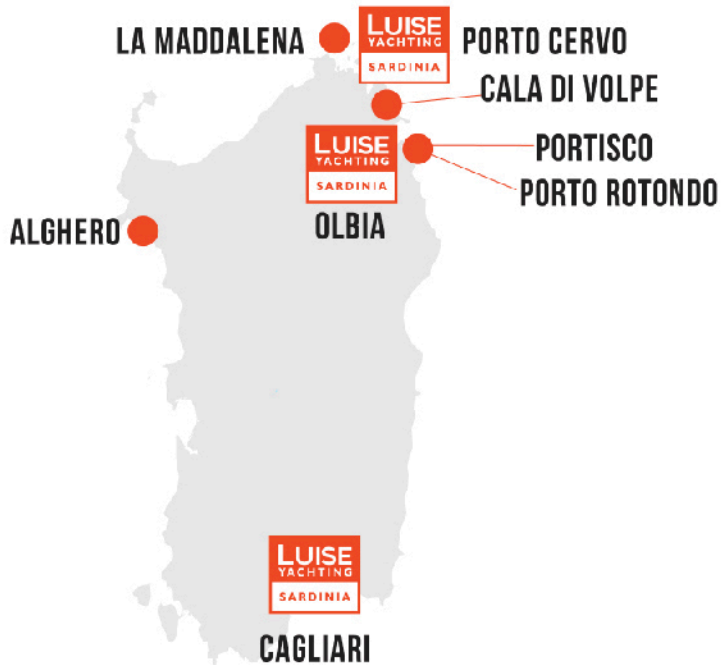 LA MADDALENA
LUISE
YACHTING
SARDINIA
PORTO CERVO
CALA DI VOLPE
LUISE
YACHTING
SARDINIA
OLBIA
PORTISCO
PORTO ROTONDO
ALGHERO
LUISE
YACHTING
SARDINIA
CAGLIARI